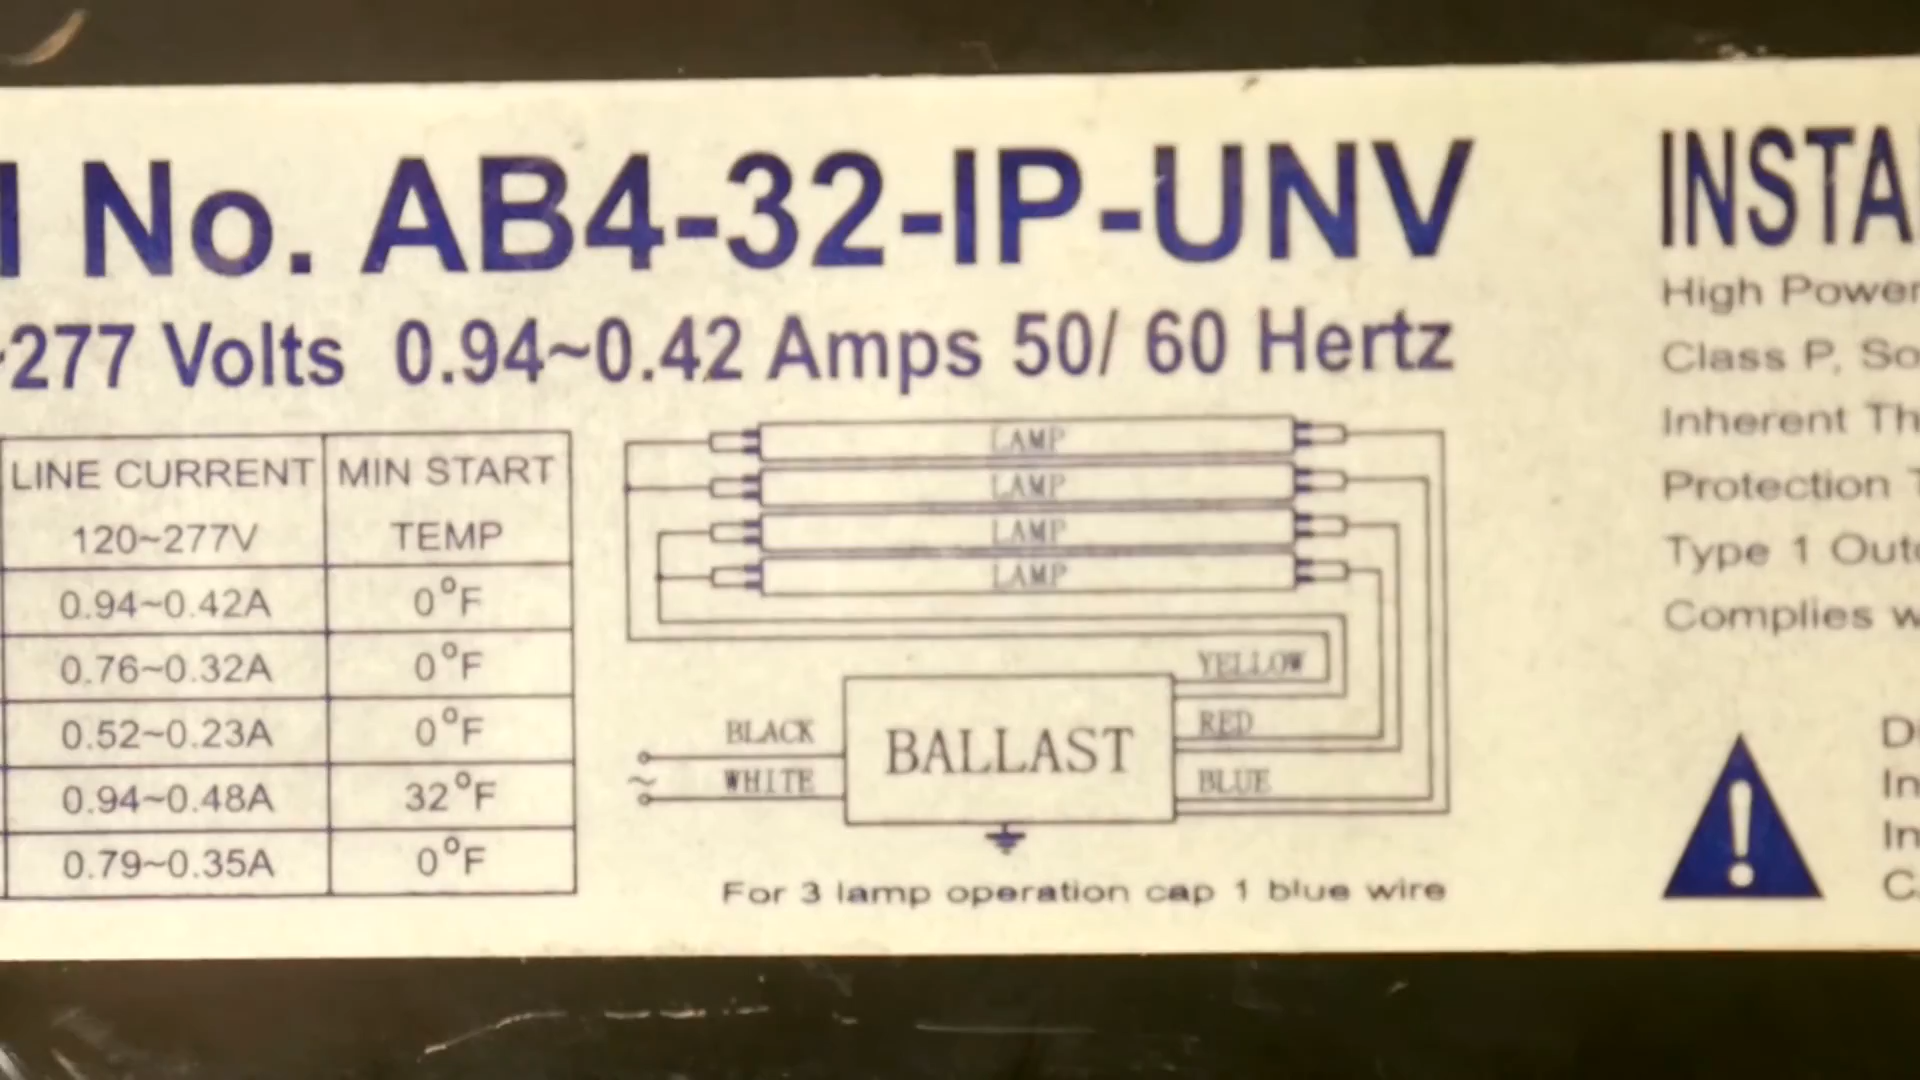 No. AB4-32-IP-UNV
277 Volts 0.94~0.42 Amps 50/ 60 Hertz
LINE CURRENT MIN START
120~277V TEMP
0.94~0.42A 0°F
0.76~0.32A 0°F
0.52~0.23A 0°F
0.94~0.48A 32°F
0.79~0.35A 0°F
LAMP
LAMP
LAMP
LAMP
YELLOW
RED
BLUE
BLACK
WHITE
BALLAST
For 3 lamp operation cap 1 blue wire
INSTA
High Power
Class P, So
Inherent Th
Protection T
Type 1 Out
Complies w
D
In
In
C